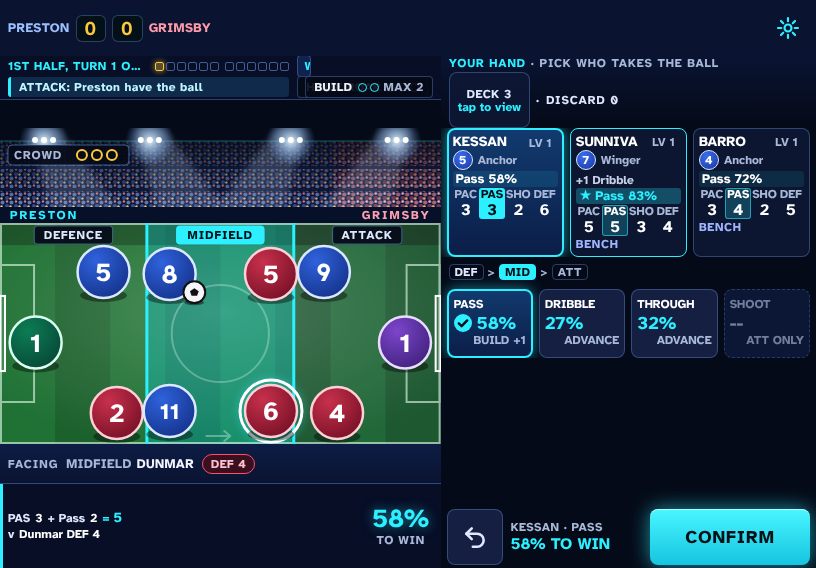 PRESTON 0 0 GRIMSBY
1ST HALF, TURN 1 O...
ATTACK: Preston have the ball
BUILD MAX 2
CROWD
PRESTON GRIMSBY
DEFENCE MIDFIELD ATTACK
5 8 5 9
1 1
2 11 6 4
FACING MIDFIELD DUNMAR DEF 4
PAS 3 + Pass 2 = 5
v Dunmar DEF 4
58%
TO WIN
YOUR HAND · PICK WHO TAKES THE BALL
DECK 3
tap to view
· DISCARD 0
KESSAN LV 1
5 Anchor
Pass 58%
PAC PAS SHO DEF
3 3 2 6
SUNNIVA LV 1
7 Winger
+1 Dribble
★ Pass 83%
PAC PAS SHO DEF
5 5 3 4
BENCH
BARRO LV 1
4 Anchor
Pass 72%
PAC PAS SHO DEF
3 4 2 5
BENCH
DEF > MID > ATT
PASS
58%
BUILD +1
DRIBBLE
27%
ADVANCE
THROUGH
32%
ADVANCE
SHOOT
--
ATT ONLY
KESSAN · PASS
58% TO WIN
CONFIRM